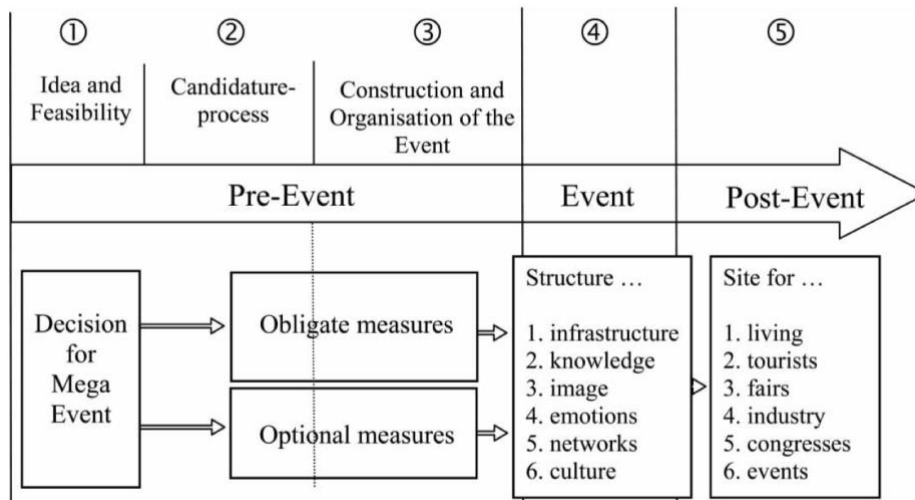 ① ② ③ ④ ⑤
Idea and
Feasibility
Candidature-
process
Construction and
Organisation of the
Event
Pre-Event
Event
Post-Event
Decision
for
Mega
Event
Obligate measures
Optional measures
Structure ...
1. infrastructure
2. knowledge
3. image
4. emotions
5. networks
6. culture
Site for ...
1. living
2. tourists
3. fairs
4. industry
5. congresses
6. events